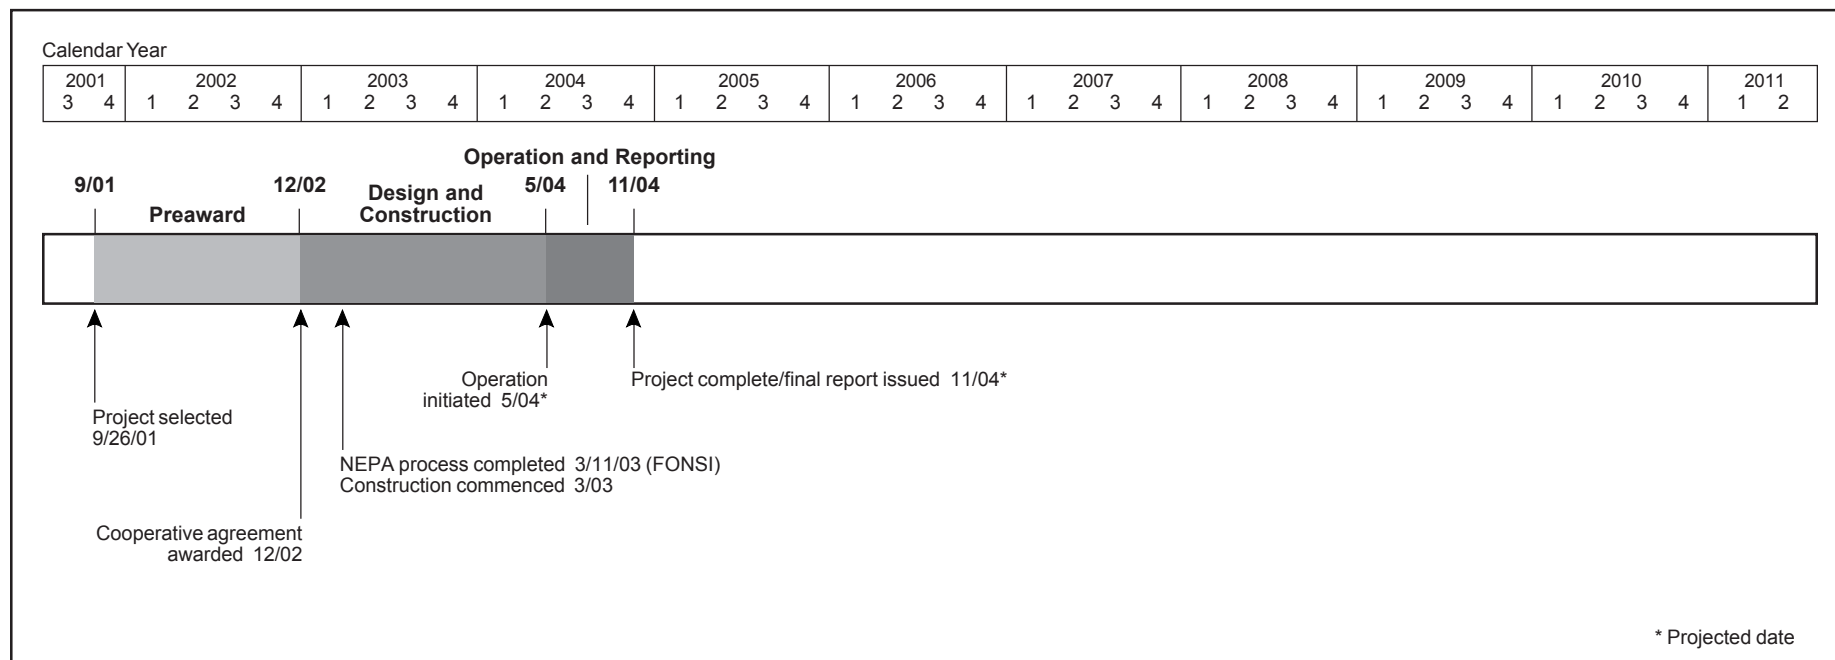 Calendar Year
2001 2002 2003 2004 2005 2006 2007 2008 2009 2010 2011
3 4 1 2 3 4 1 2 3 4 1 2 3 4 1 2 3 4 1 2 3 4 1 2 3 4 1 2 3 4 1 2 3 4 1 2 3 4 1 2
Operation and Reporting
9/01 12/02 5/04 11/04
Design and
Construction
Preaward
Operation
initiated 5/04*
Project complete/final report issued 11/04*
Project selected
9/26/01
NEPA process completed 3/11/03 (FONSI)
Construction commenced 3/03
Cooperative agreement
awarded 12/02
* Projected date